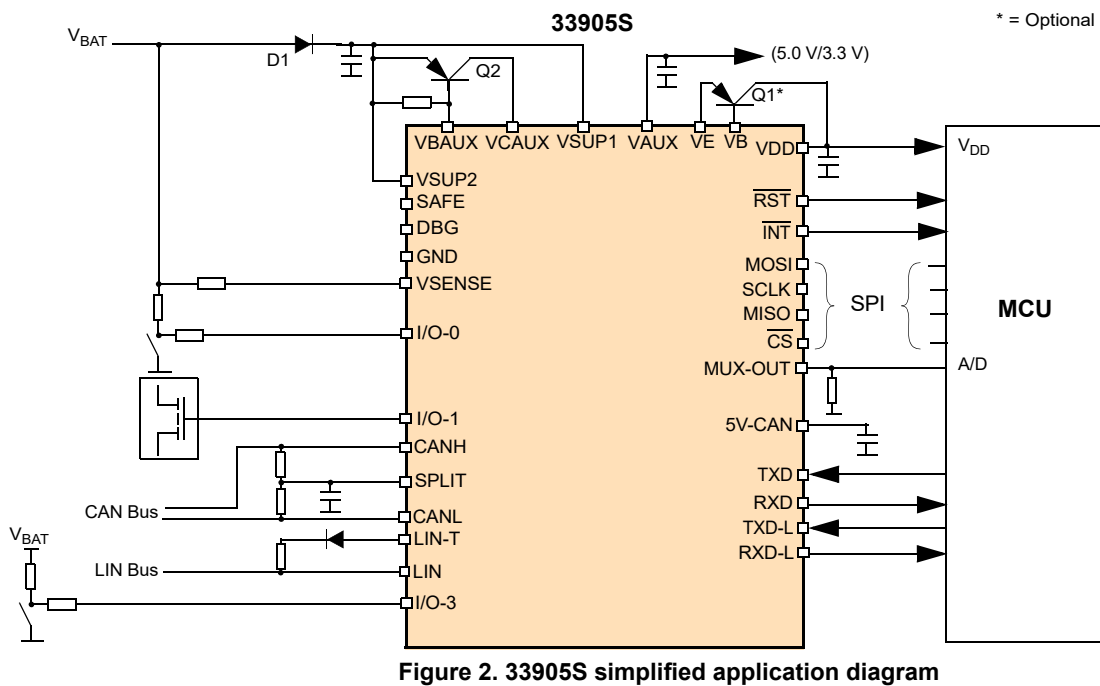 33905S
* = Optional
VBAT
D1
Q2
(5.0 V/3.3 V)
Q1*
VBAUX VCAUX VSUP1 VAUX VE VB
VDD
VDD
VSUP2
SAFE
RST
DBG
INT
GND
MOSI
VSENSE
SCLK
SPI
MCU
MISO
I/O-0
CS
MUX-OUT
A/D
I/O-1
5V-CAN
CANH
TXD
SPLIT
RXD
CAN Bus
CANL
TXD-L
VBAT
LIN-T
RXD-L
LIN Bus
LIN
I/O-3
Figure 2. 33905S simplified application diagram